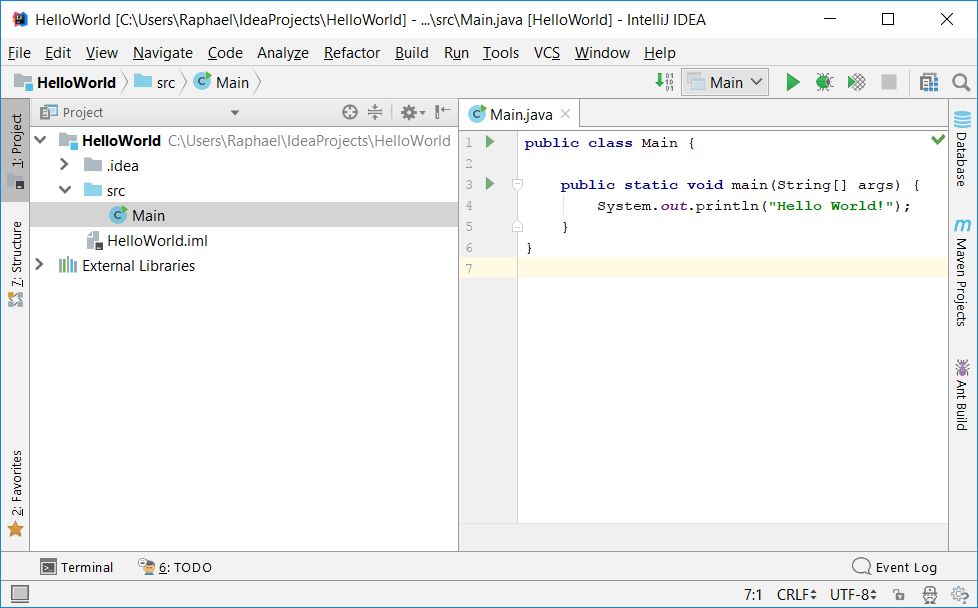 HelloWorld [C:\Users\Raphael\IdeaProjects\HelloWorld] - ...\src\Main.java [HelloWorld] - IntelliJ IDEA
File Edit View Navigate Code Analyze Refactor Build Run Tools VCS Window Help
HelloWorld src Main Main
1: Project
7: Structure
2: Favorites
Project
HelloWorld C:\Users\Raphael\IdeaProjects\HelloWorld
.idea
src
Main
HelloWorld.iml
External Libraries
Main.java
1 public class Main {
2
3 public static void main(String[] args) {
4 System.out.println("Hello World!");
5 }
6 }
7
Database
Maven Projects
Ant Build
Terminal 6: TODO Event Log
7:1 CRLF UTF-8